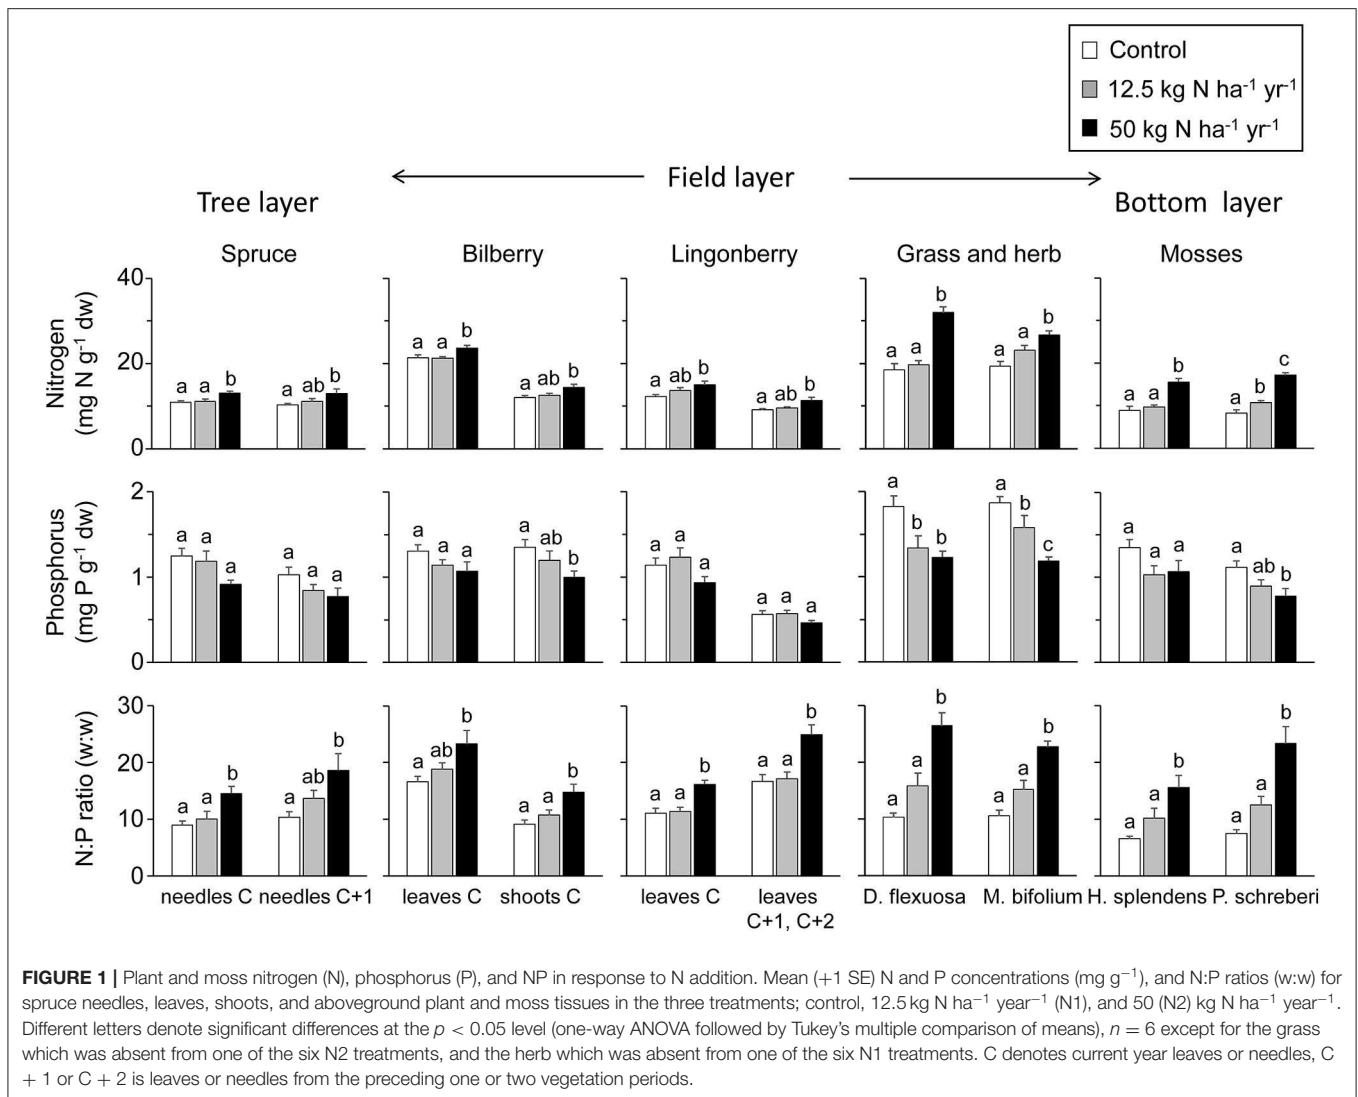 Control
12.5 kg N ha⁻¹ yr⁻¹
50 kg N ha⁻¹ yr⁻¹
Field layer
Tree layer
Bottom layer
Spruce
Bilberry
Lingonberry
Grass and herb
Mosses
Nitrogen
(mg N g⁻¹ dw)
40
20
0
a a b a ab b
a a b a ab b
a ab b a ab b
a a b a a b
a a b a b c
Phosphorus
(mg P g⁻¹ dw)
2
1
0
a a a a a a
a a a a ab b
a a a a a a
a b b a b c
a a a a ab b
N:P ratio (w:w)
30
20
10
0
a a b a ab b
a ab b a a b
a a b a a b
a a b a a b
a a b a a b
needles C needles C+1
leaves C shoots C
leaves C leaves
C+1, C+2
D. flexuosa M. bifolium
H. splendens P. schreberi
FIGURE 1 | Plant and moss nitrogen (N), phosphorus (P), and NP in response to N addition. Mean (+1 SE) N and P concentrations (mg g⁻¹), and N:P ratios (w:w) for
spruce needles, leaves, shoots, and aboveground plant and moss tissues in the three treatments; control, 12.5 kg N ha⁻¹ year⁻¹ (N1), and 50 (N2) kg N ha⁻¹ year⁻¹.
Different letters denote significant differences at the p < 0.05 level (one-way ANOVA followed by Tukey's multiple comparison of means), n = 6 except for the grass
which was absent from one of the six N2 treatments, and the herb which was absent from one of the six N1 treatments. C denotes current year leaves or needles, C
+ 1 or C + 2 is leaves or needles from the preceding one or two vegetation periods.